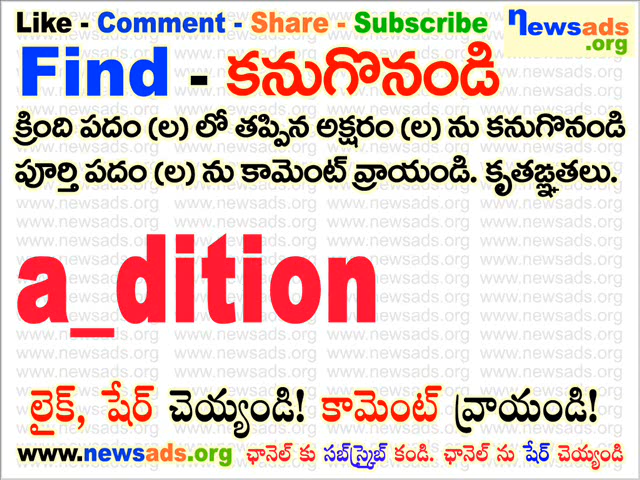 Like - Comment - Share - Subscribe
newsads
.org
Find - కనుగొనండి
క్రింది పదం (ల) లో తప్పిన అక్షరం (ల) ను కనుగొనండి
పూర్తి పదం (ల) ను కామెంట్ వ్రాయండి. కృతఙ్ఞతలు.
a_dition
లైక్, షేర్ చెయ్యండి! కామెంట్ వ్రాయండి!
www.newsads.org ఛానెల్ కు సబ్‌స్క్రైబ్ కండి. ఛానెల్ ను షేర్ చెయ్యండి